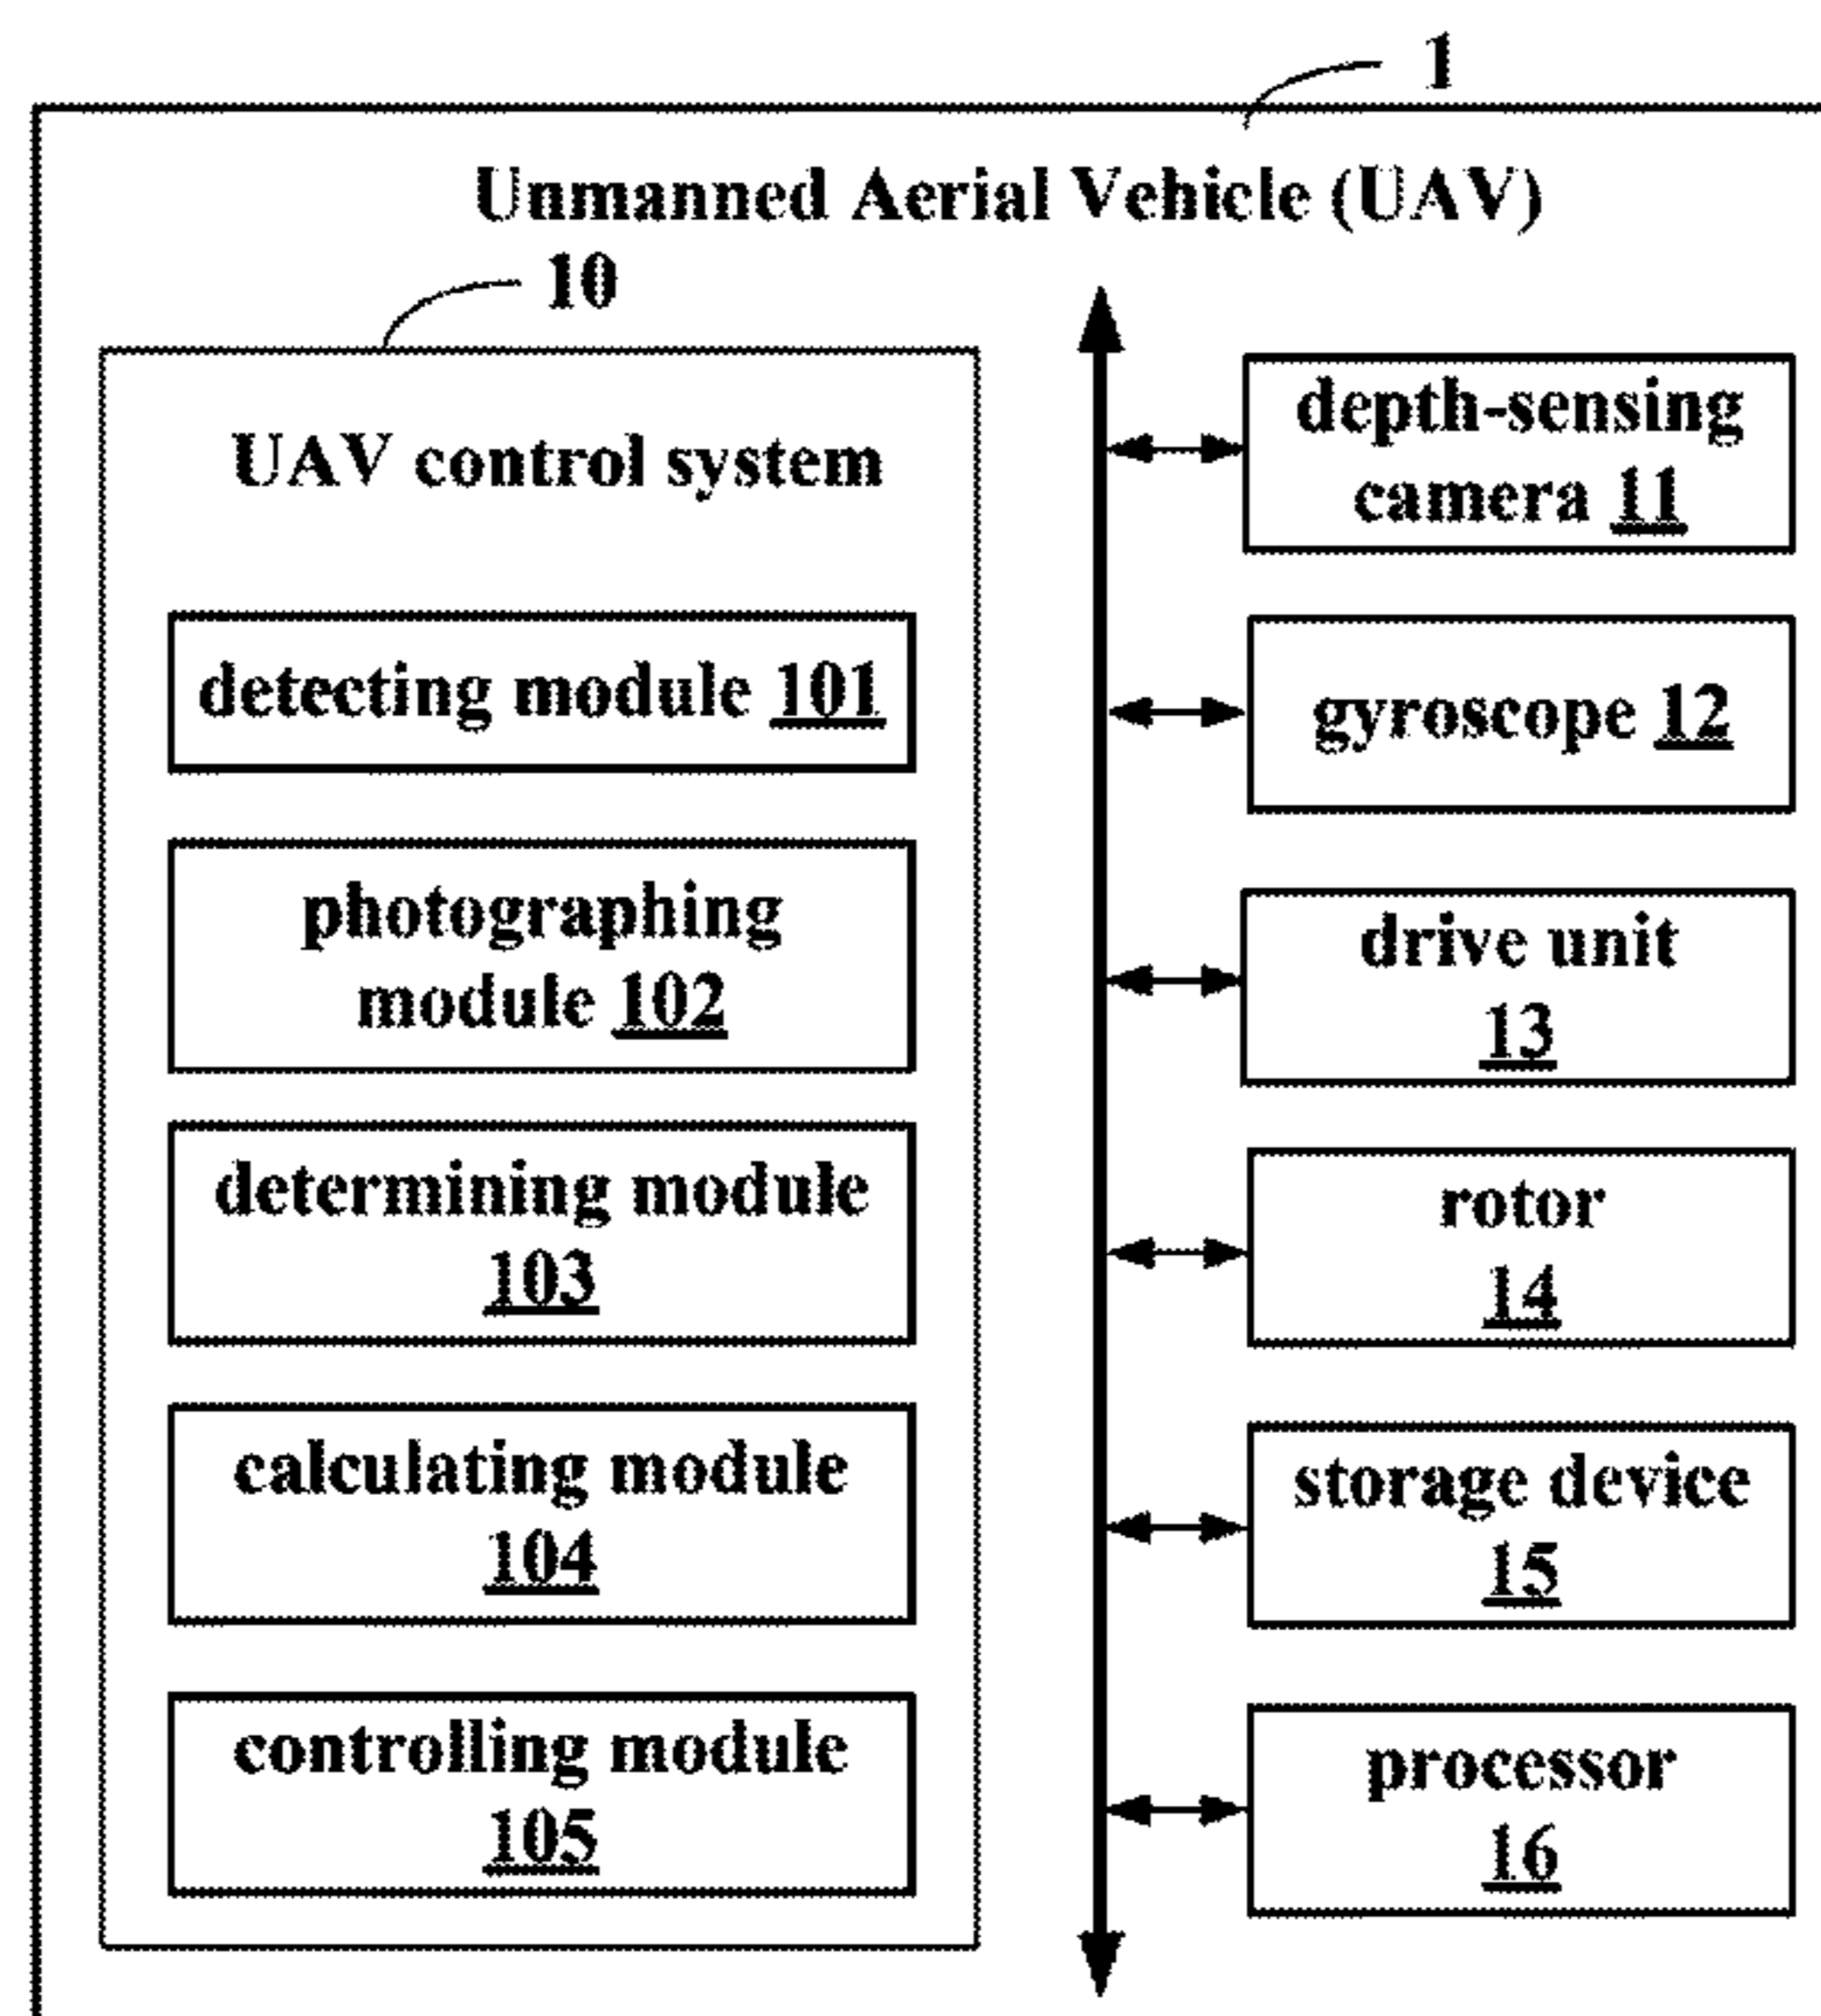 1
Unmanned Aerial Vehicle (UAV)
10
UAV control system
detecting module 101
photographing
module 102
determining module
103
calculating module
104
controlling module
105
depth-sensing
camera 11
gyroscope 12
drive unit
13
rotor
14
storage device
15
processor
16